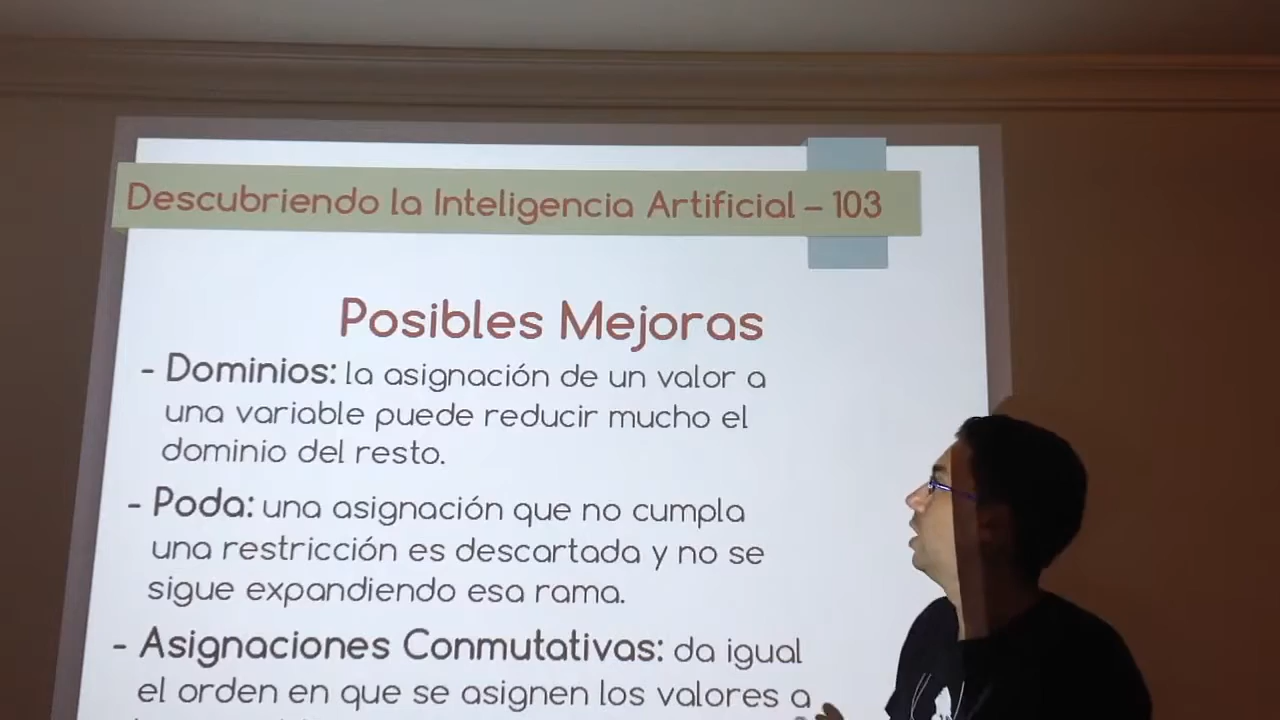 Descubriendo la Inteligencia Artificial – 103
Posibles Mejoras
- Dominios: la asignación de un valor a
una variable puede reducir mucho el
dominio del resto.
- Poda: una asignación que no cumpla
una restricción es descartada y no se
sigue expandiendo esa rama.
- Asignaciones Conmutativas: da igual
el orden en que se asignen los valores a